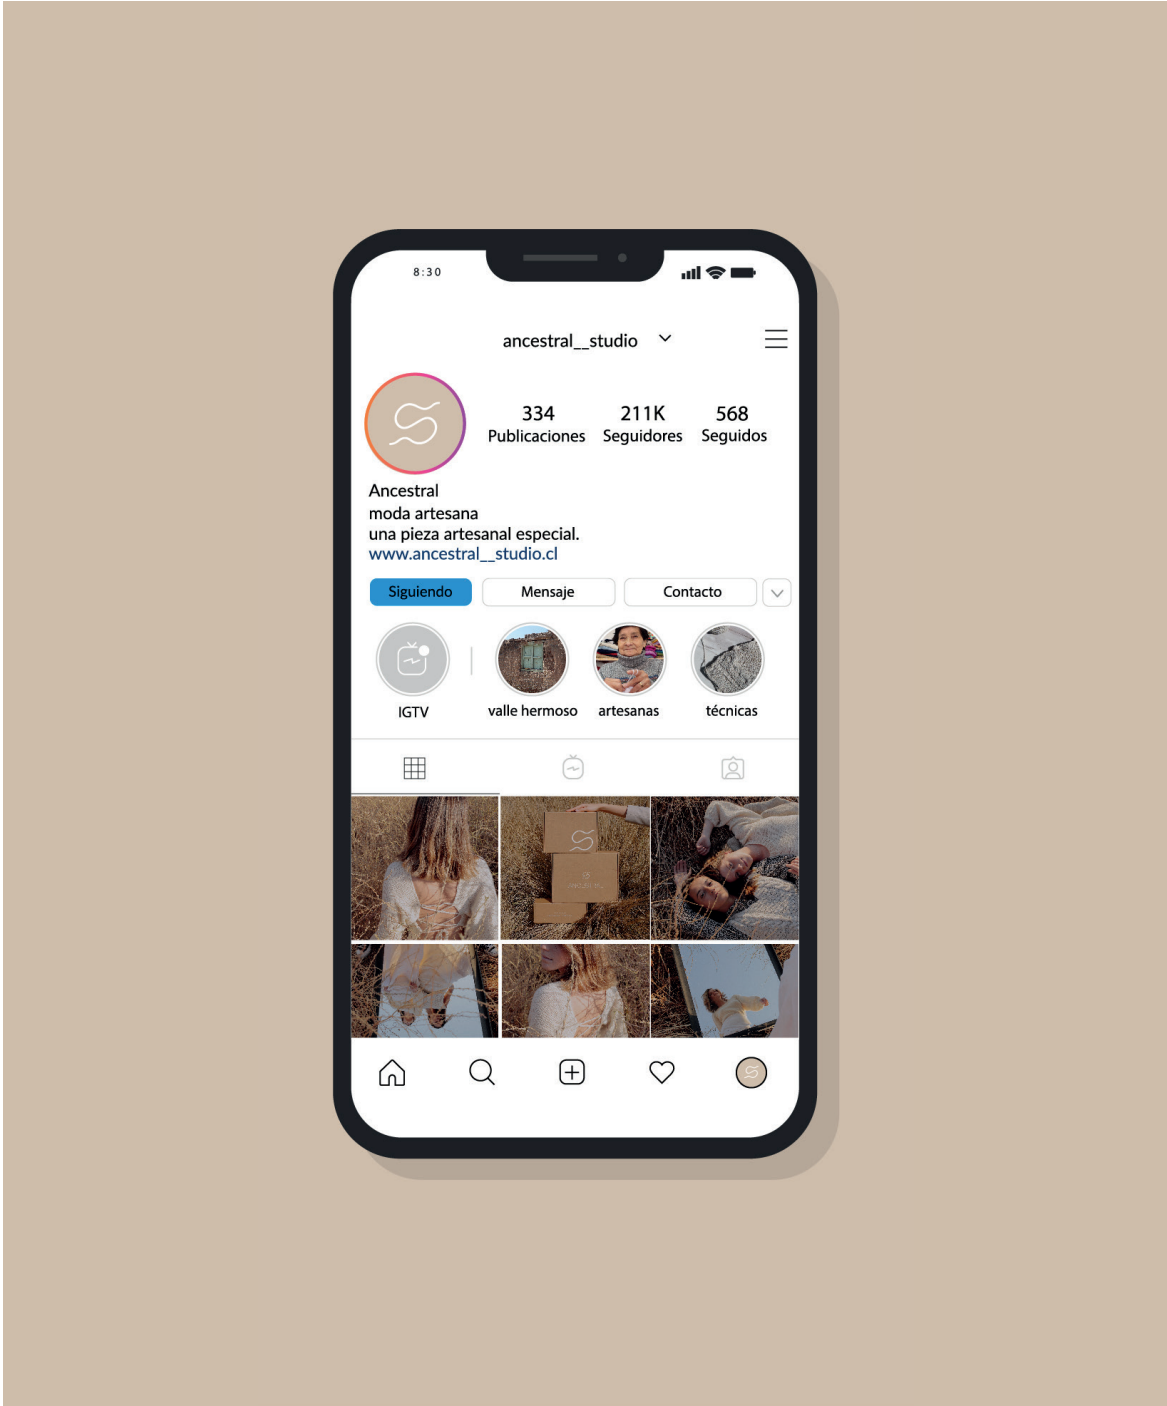 8:30
ancestral__studio
334 211K 568
Publicaciones Seguidores Seguidos
Ancestral
moda artesana
una pieza artesanal especial.
www.ancestral__studio.cl
Siguiendo Mensaje Contacto
IGTV valle hermoso artesanas técnicas